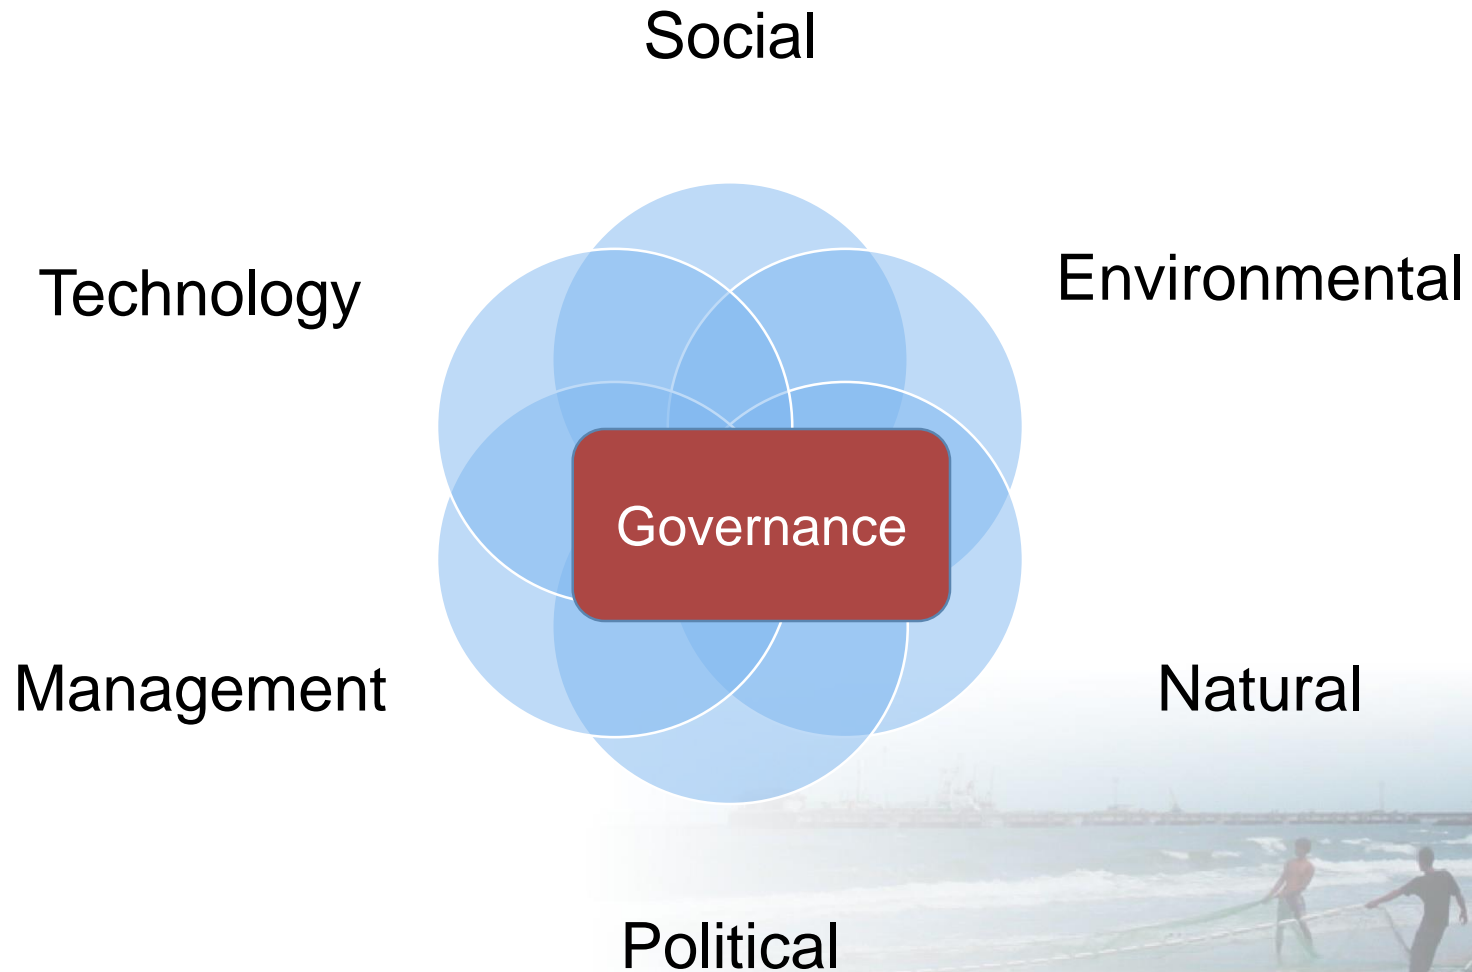 Social
Technology
Environmental
Governance
Management
Natural
Political